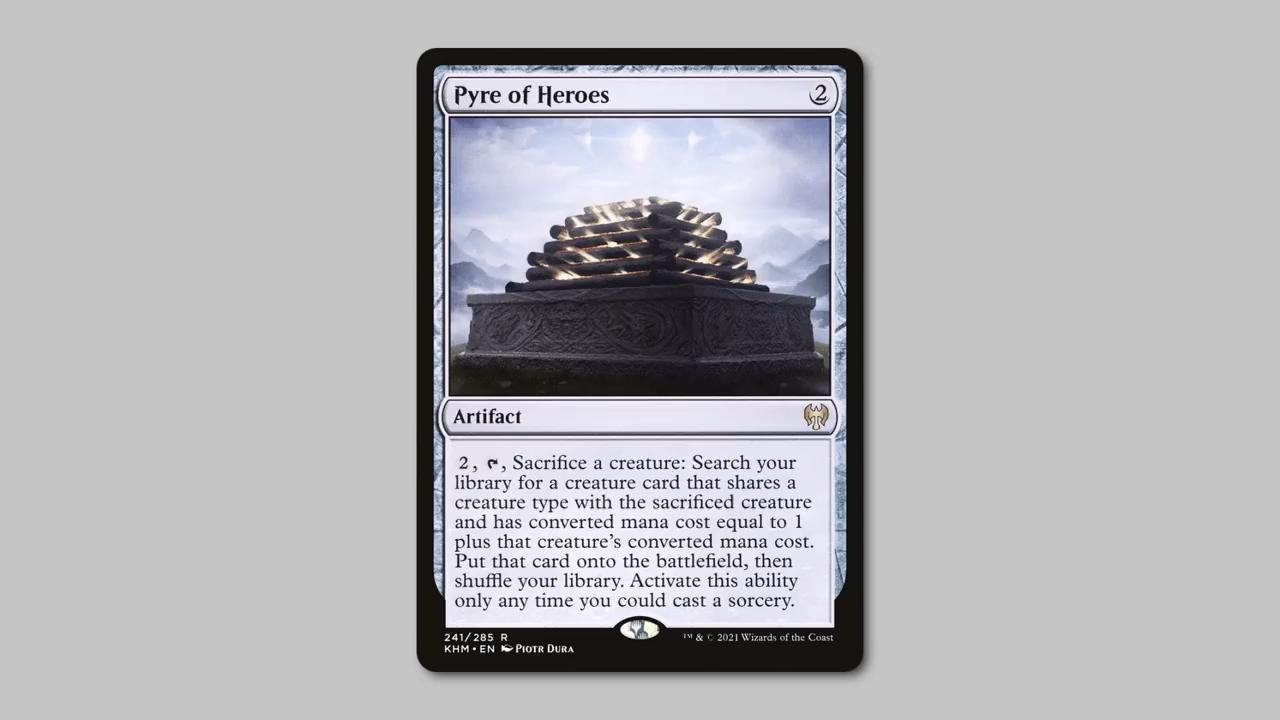 Pyre of Heroes 2
Artifact
2, , Sacrifice a creature: Search your
library for a creature card that shares a
creature type with the sacrificed creature
and has converted mana cost equal to 1
plus that creature's converted mana cost.
Put that card onto the battlefield, then
shuffle your library. Activate this ability
only any time you could cast a sorcery.
241/285 R
KHM • EN PIOTR DURA
™ & © 2021 Wizards of the Coast